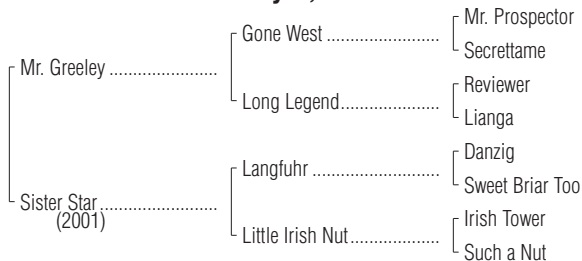 Mr. Prospector
Gone West ........................
Secrettame
Mr. Greeley ......................
Reviewer
Long Legend.....................
Lianga
Danzig
Langfuhr ...........................
Sweet Briar Too
Sister Star........................
(2001)
Irish Tower
Little Irish Nut...................
Such a Nut